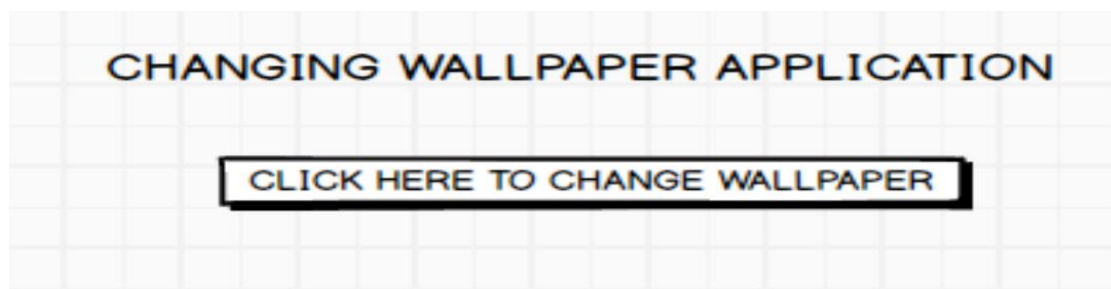 CHANGING WALLPAPER APPLICATION
CLICK HERE TO CHANGE WALLPAPER